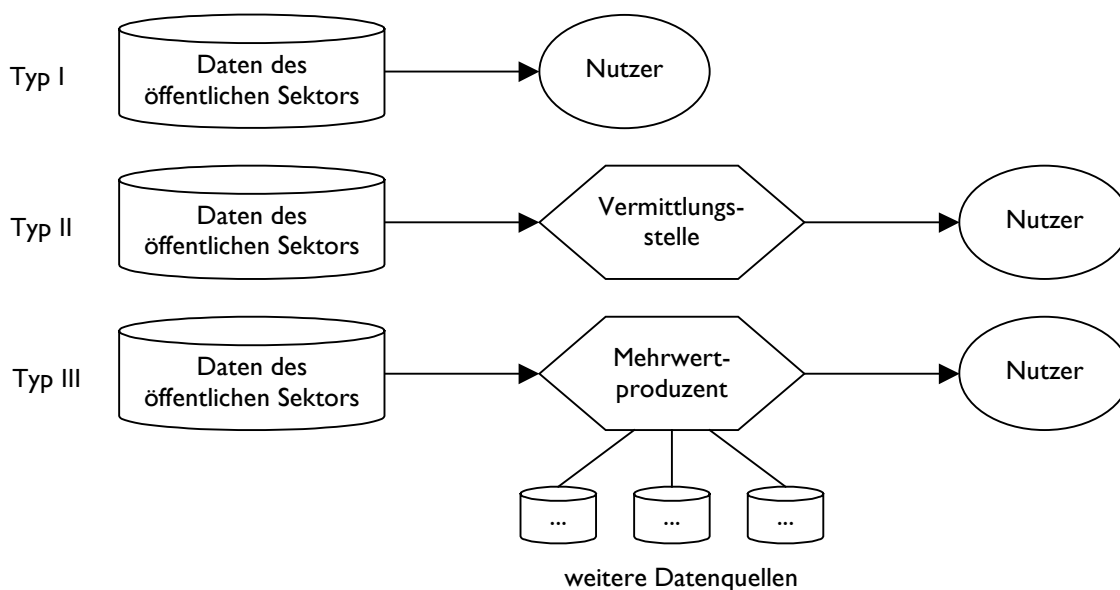 Typ I
Daten des
öffentlichen Sektors
Nutzer
Typ II
Daten des
öffentlichen Sektors
Vermittlungs-
stelle
Nutzer
Typ III
Daten des
öffentlichen Sektors
Mehrwert-
produzent
Nutzer
...
...
...
weitere Datenquellen